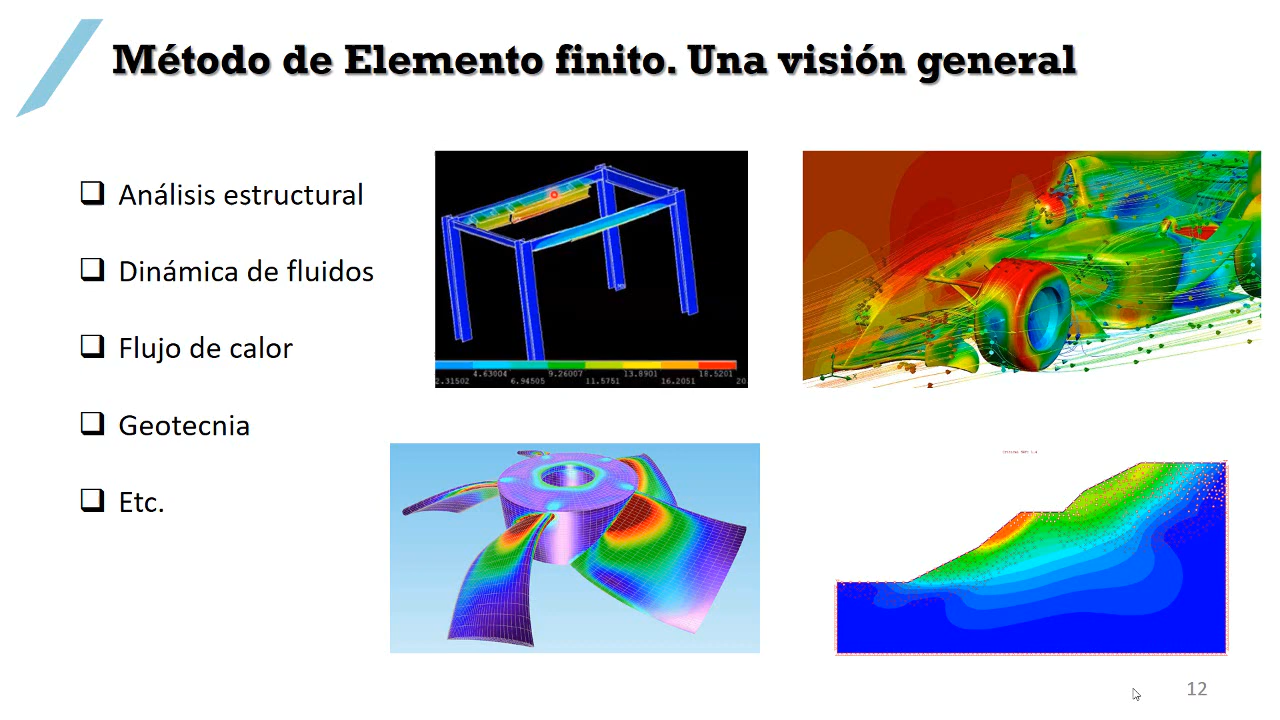 Método de Elemento finito. Una visión general
Análisis estructural
Dinámica de fluidos
Flujo de calor
Geotecnia
Etc.
4.63004 9.26007 13.8901 18.5201
2.31502 6.94505 11.5751 16.2051 20.
12